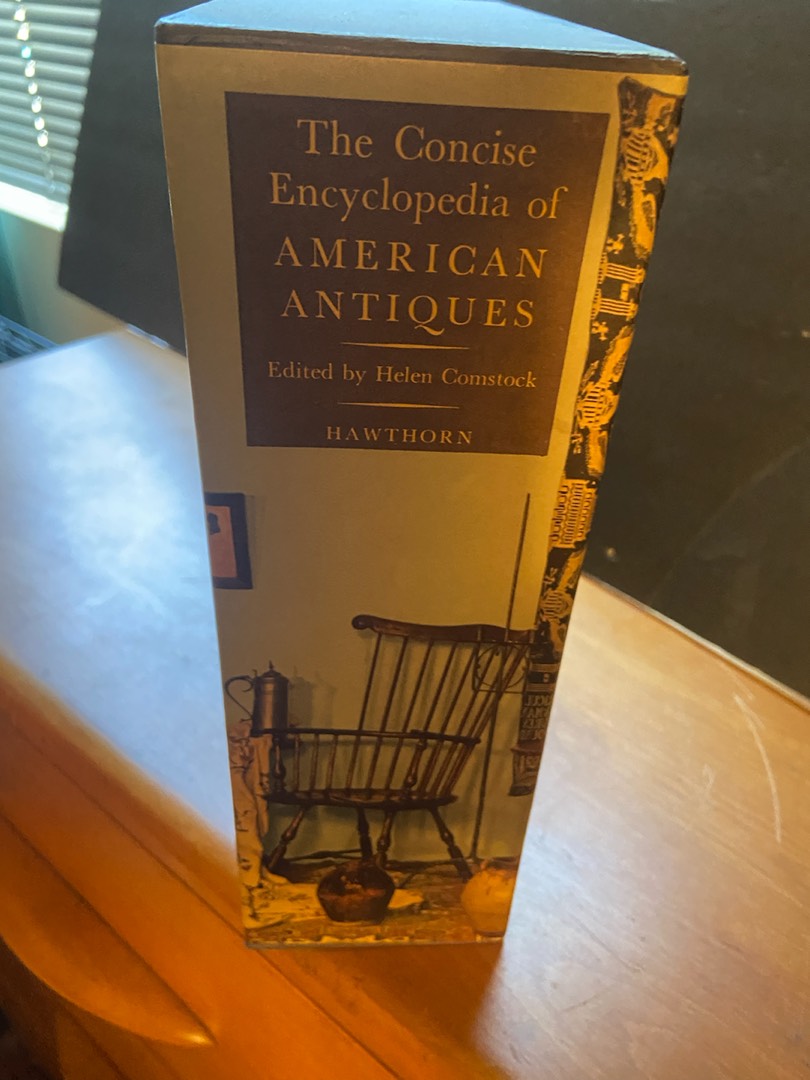 The Concise
Encyclopedia of
AMERICAN
ANTIQUES
Edited by Helen Comstock
HAWTHORN